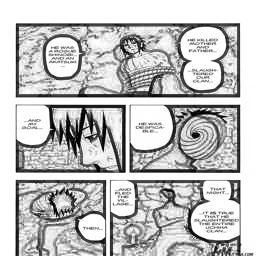 HE KILLED
MOTHER
AND
FATHER...
...SLAUGH-
TERED
OUR
CLAN...
HE WAS
A ROGUE
SHINOBI
AND AN
AKATSUKI
...
HE WAS
DESPICA-
BLE...
...AND
MY
GOAL...
THAT
NIGHT...
...IT IS TRUE
THAT HE
SLAUGHTERED
THE ENTIRE
UCHIHA
CLAN...
...AND
FLED
THE
VIL-
LAGE.
THEN...